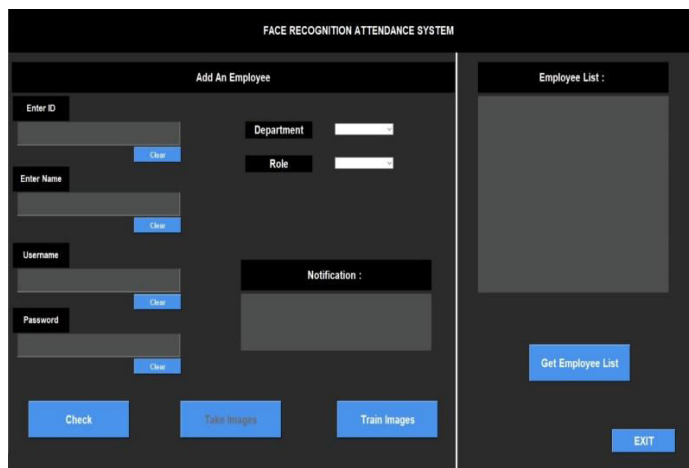 FACE RECOGNITION ATTENDANCE SYSTEM
Add An Employee
Enter ID
Clear
Enter Name
Clear
Username
Clear
Password
Clear
Department
Role
Notification :
Check
Take Images
Train Images
Employee List :
Get Employee List
EXIT